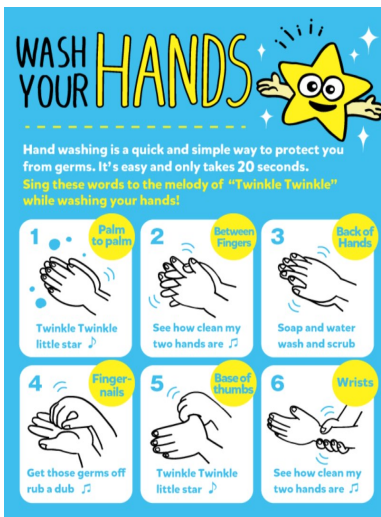 WASH
YOUR HANDS
Hand washing is a quick and simple way to protect you
from germs. It's easy and only takes 20 seconds.
Sing these words to the melody of "Twinkle Twinkle"
while washing your hands!
1
Palm
to palm
Twinkle Twinkle
little star ♪
2
Between
Fingers
See how clean my
two hands are ♫
3
Back of
Hands
Soap and water
wash and scrub
4
Finger-
nails
Get those germs off
rub a dub ♫
5
Base of
thumbs
Twinkle Twinkle
little star ♪
6
Wrists
See how clean my
two hands are ♫